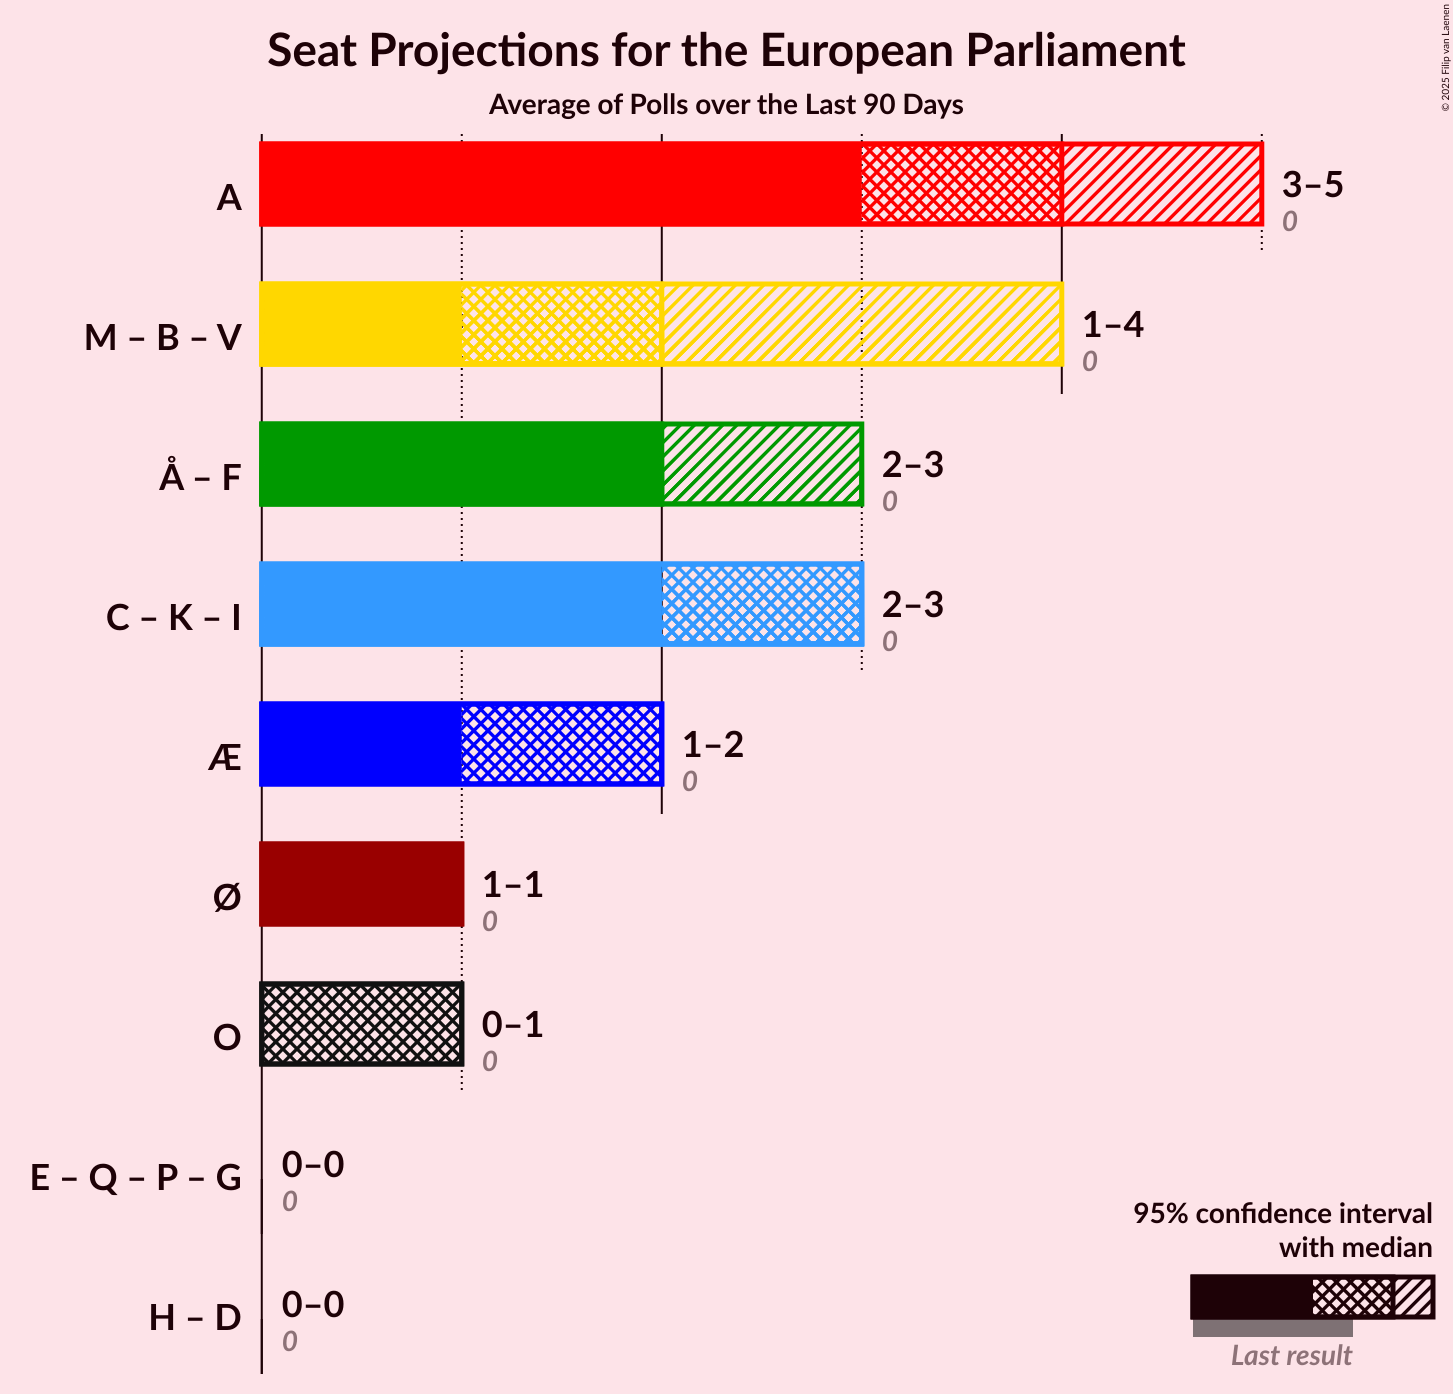 Seat Projections for the European Parliament
Average of Polls over the Last 90 Days
© 2025 Filip van Laenen
A
3–5
0
M – B – V
1–4
0
Å – F
2–3
0
C – K – I
2–3
0
Æ
1–2
0
Ø
1–1
0
O
0–1
0
E – Q – P – G
0–0
0
H – D
0–0
0
95% confidence interval
with median
Last result